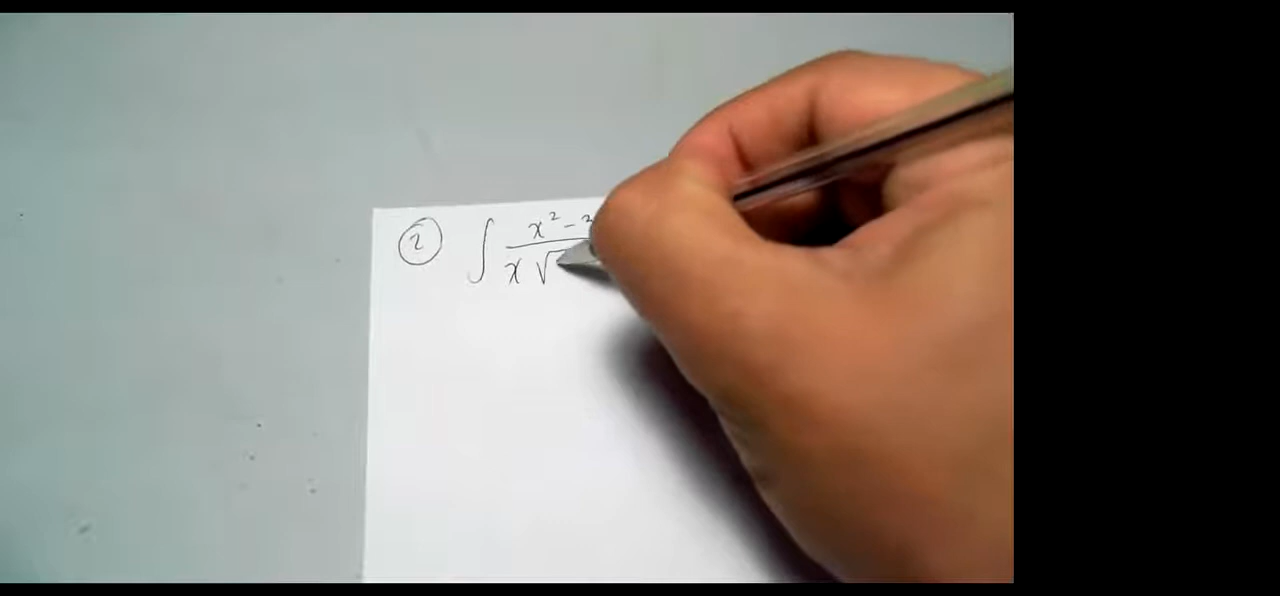 ② ∫ x² - / x √